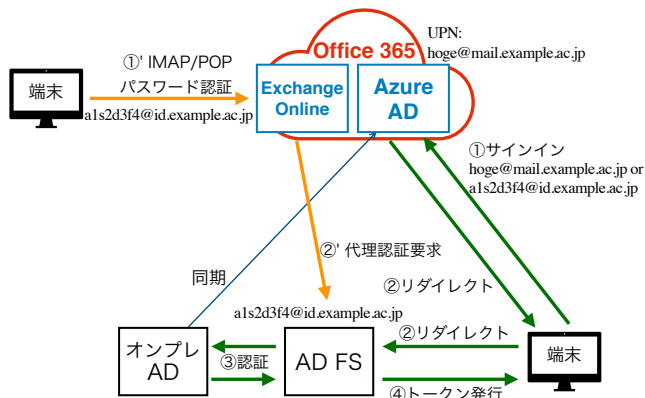 Office 365
UPN:
hoge@mail.example.ac.jp
①' IMAP/POP
パスワード認証
端末
a1s2d3f4@id.example.ac.jp
Exchange
Online
Azure
AD
①サインイン
hoge@mail.example.ac.jp or
a1s2d3f4@id.example.ac.jp
②' 代理認証要求
同期
②リダイレクト
a1s2d3f4@id.example.ac.jp
②リダイレクト
オンプレ
AD
③認証
AD FS
端末
④トークン発行